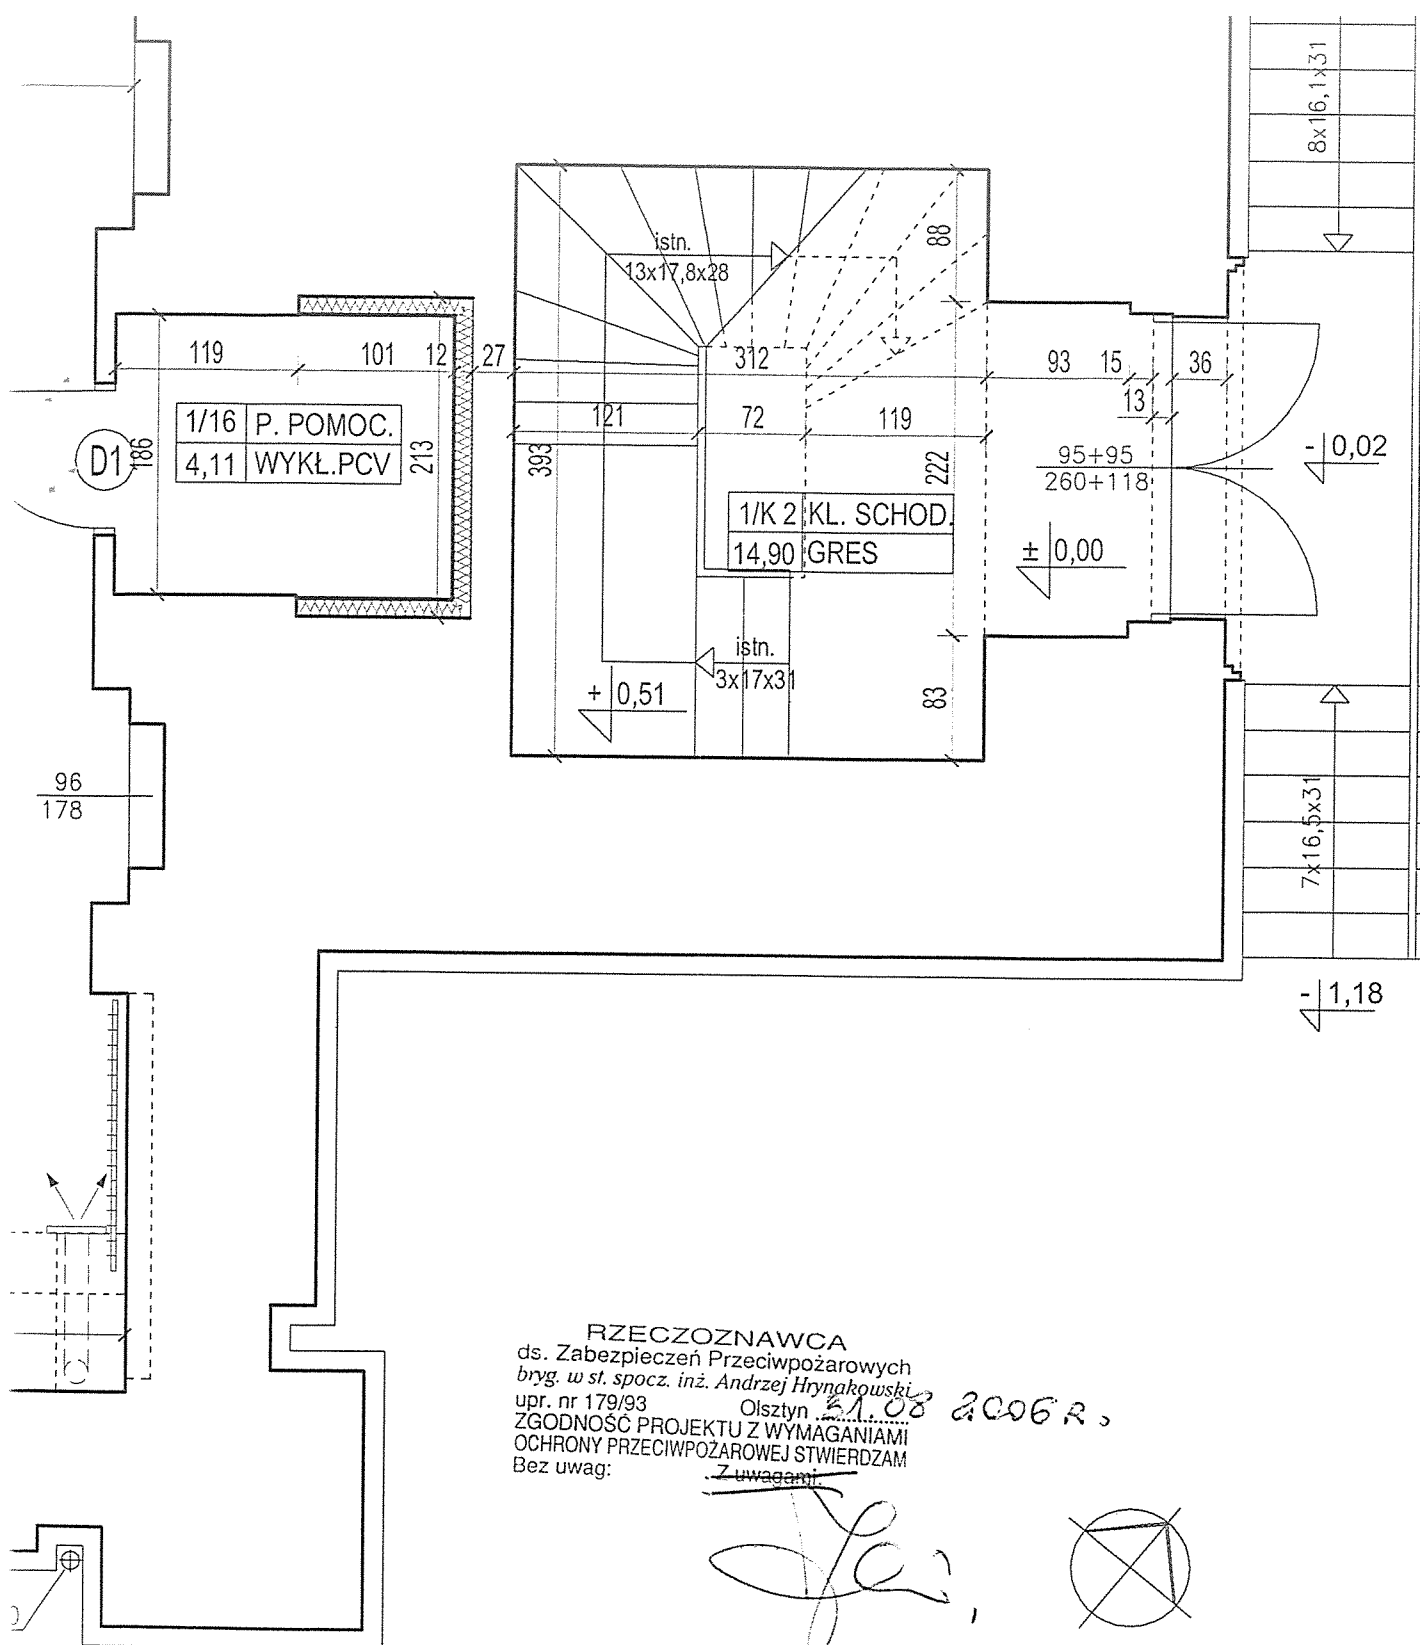 8x16,1x31
istn.
13x17,8x28
88
119
101
12
27
312
93
15
36
13
121
72
119
1/16 P. POMOC.
4,11 WYKŁ.PCV
D1
186
213
393
222
95+95
260+118
- 0,02
1/K 2 KL. SCHOD.
14,90 GRES
± 0,00
istn.
3x17x31
+ 0,51
83
96
178
7x16,5x31
- 1,18
RZECZOZNAWCA
ds. Zabezpieczeń Przeciwpożarowych
bryg. w st. spocz. inż. Andrzej Hrynakowski
upr. nr 179/93 Olsztyn 31.08 2006 R.
ZGODNOŚĆ PROJEKTU Z WYMAGANIAMI
OCHRONY PRZECIWPOŻAROWEJ STWIERDZAM
Bez uwag: Z uwagami: